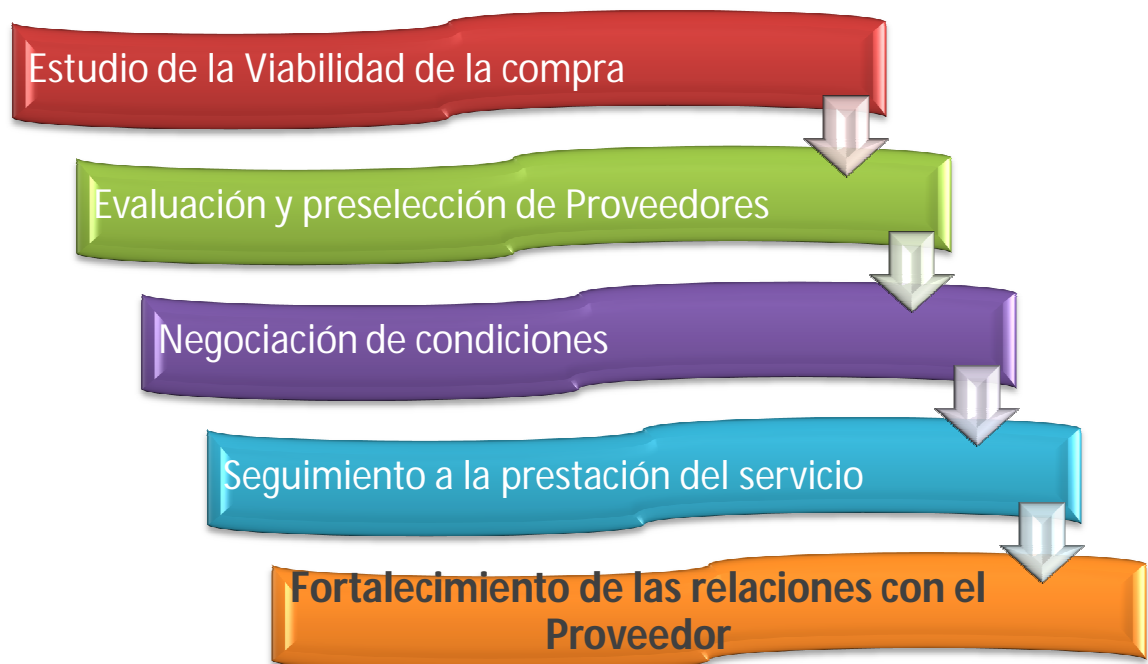 Estudio de la Viabilidad de la compra
Evaluación y preselección de Proveedores
Negociación de condiciones
Seguimiento a la prestación del servicio
Fortalecimiento de las relaciones con el
Proveedor